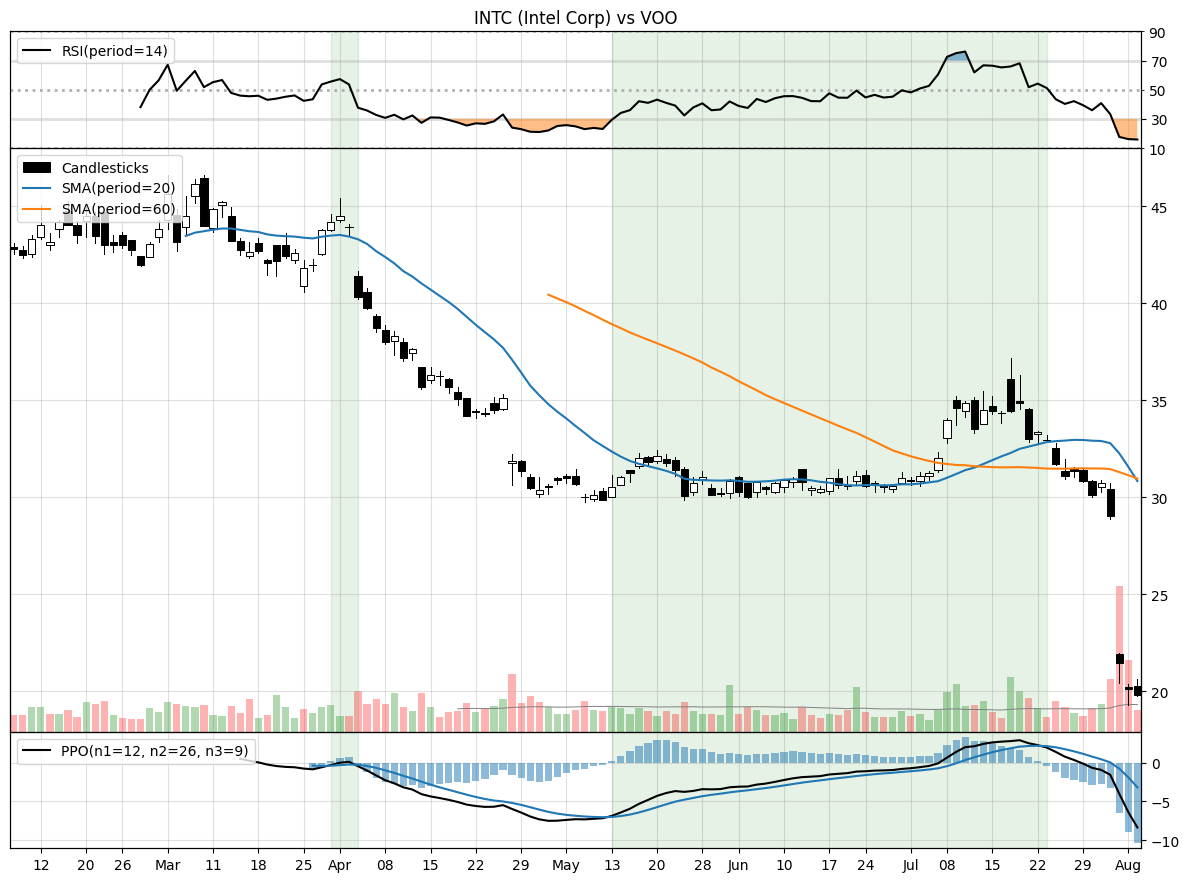 INTC (Intel Corp) vs VOO
RSI(period=14)
90
70
50
30
10
Candlesticks
SMA(period=20)
SMA(period=60)
45
40
35
30
25
20
PPO(n1=12, n2=26, n3=9)
0
−5
−10
12 20 26 Mar 11 18 25 Apr 08 15 22 29 May 13 20 28 Jun 10 17 24 Jul 08 15 22 29 Aug